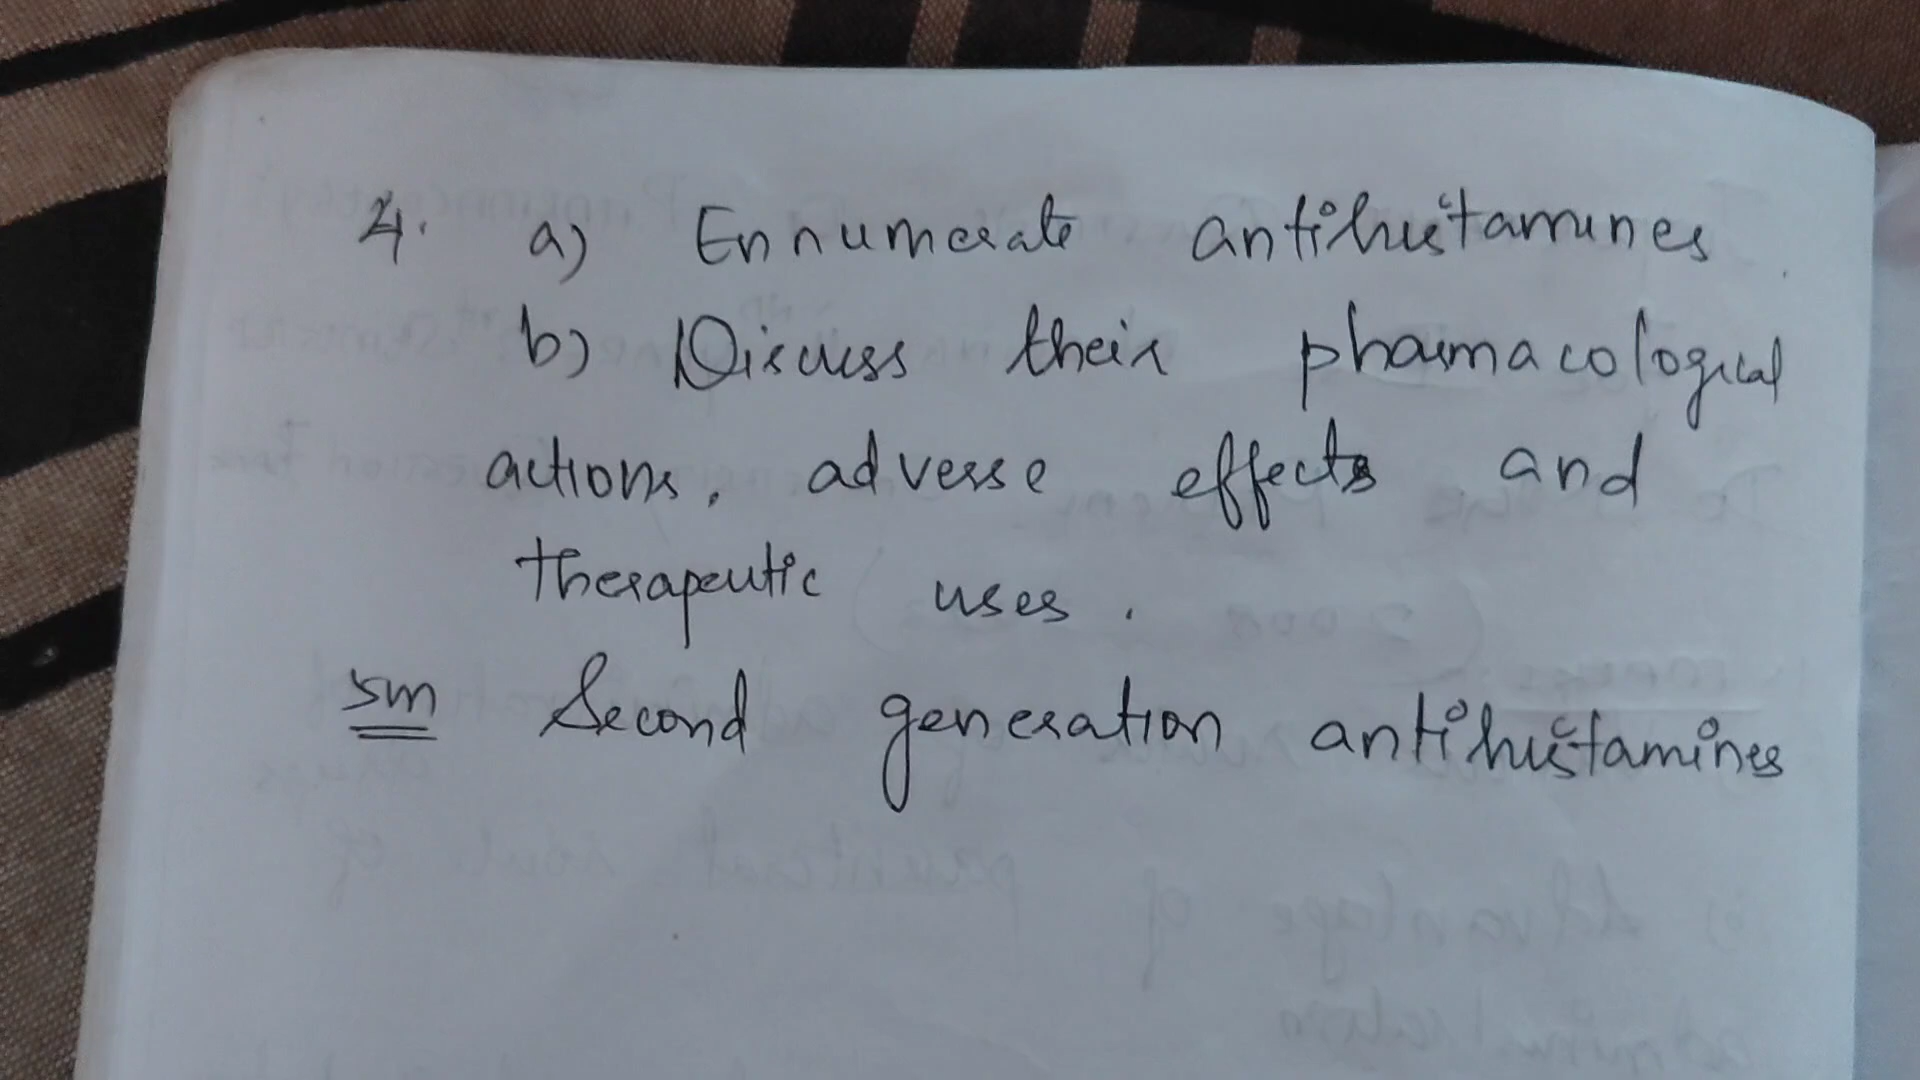 4. a) Ennumerate antihistamines
b) Discuss their pharmacological
actions, adverse effects and
therapeutic uses.
5m Second generation antihistamines